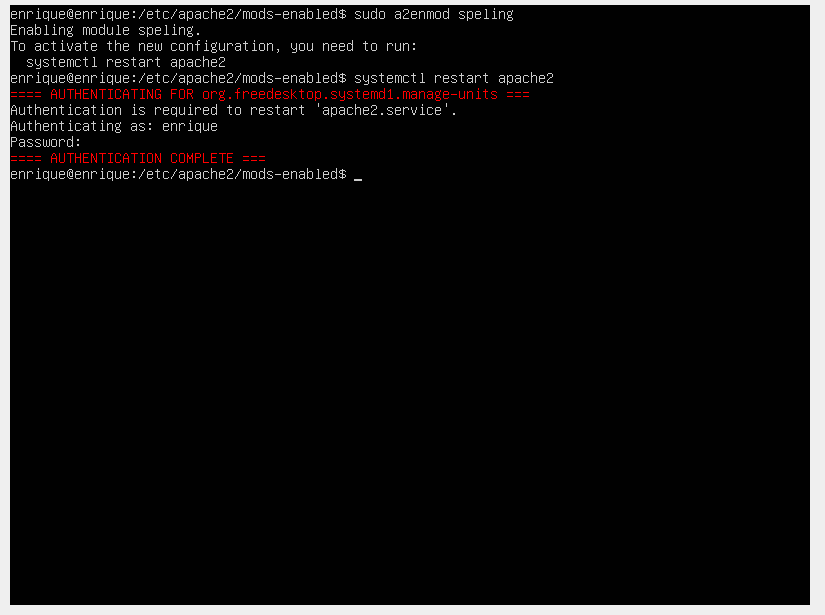 enrique@enrique:/etc/apache2/mods-enabled$ sudo a2enmod speling
Enabling module speling.
To activate the new configuration, you need to run:
  systemctl restart apache2
enrique@enrique:/etc/apache2/mods-enabled$ systemctl restart apache2
==== AUTHENTICATING FOR org.freedesktop.systemd1.manage-units ===
Authentication is required to restart 'apache2.service'.
Authenticating as: enrique
Password:
==== AUTHENTICATION COMPLETE ===
enrique@enrique:/etc/apache2/mods-enabled$ _